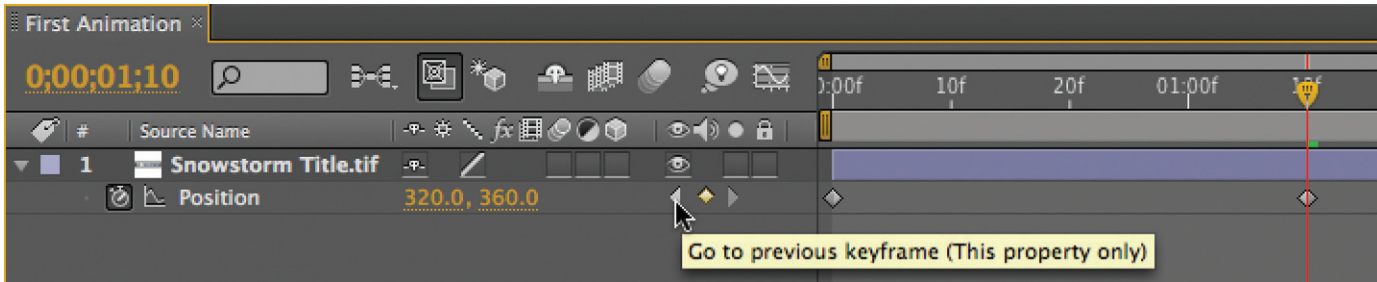 First Animation ×
0;00;01;10
):00f 10f 20f 01:00f
# Source Name fx
1 Snowstorm Title.tif
Position 320.0, 360.0
Go to previous keyframe (This property only)